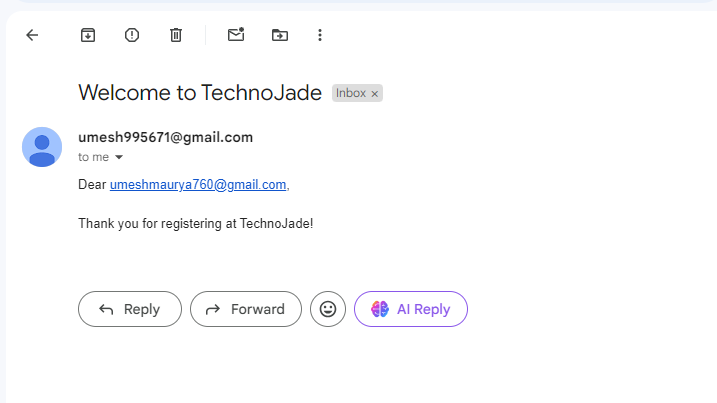 Welcome to TechnoJade Inbox ×
umesh995671@gmail.com
to me
Dear umeshmaurya760@gmail.com,
Thank you for registering at TechnoJade!
Reply Forward AI Reply